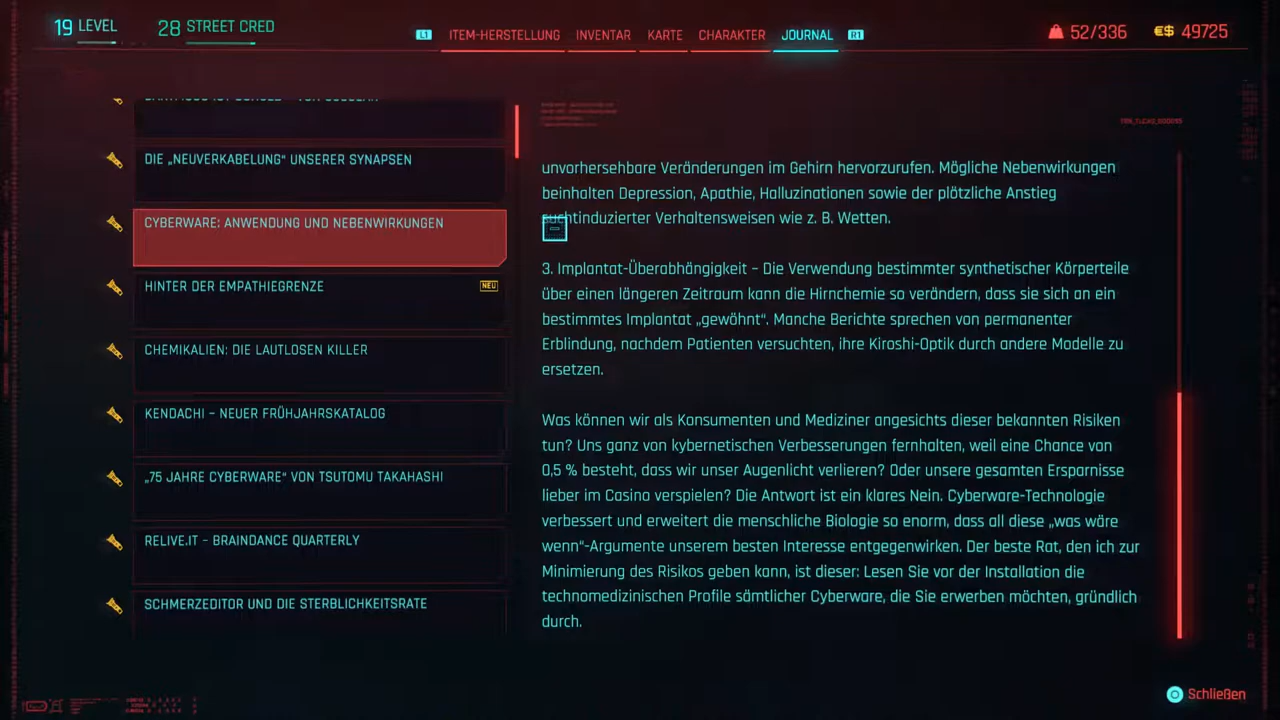 19 LEVEL
28 STREET CRED
L1 ITEM-HERSTELLUNG INVENTAR KARTE CHARAKTER JOURNAL R1
52/336
€$ 49725
DIE „NEUVERKABELUNG“ UNSERER SYNAPSEN
CYBERWARE: ANWENDUNG UND NEBENWIRKUNGEN
HINTER DER EMPATHIEGRENZE
NEU
CHEMIKALIEN: DIE LAUTLOSEN KILLER
KENDACHI – NEUER FRÜHJAHRSKATALOG
„75 JAHRE CYBERWARE“ VON TSUTOMU TAKAHASHI
RELIVE.IT – BRAINDANCE QUARTERLY
SCHMERZEDITOR UND DIE STERBLICHKEITSRATE
unvorhersehbare Veränderungen im Gehirn hervorzurufen. Mögliche Nebenwirkungen
beinhalten Depression, Apathie, Halluzinationen sowie der plötzliche Anstieg
suchtinduzierter Verhaltensweisen wie z. B. Wetten.
3. Implantat-Überabhängigkeit – Die Verwendung bestimmter synthetischer Körperteile
über einen längeren Zeitraum kann die Hirnchemie so verändern, dass sie sich an ein
bestimmtes Implantat „gewöhnt“. Manche Berichte sprechen von permanenter
Erblindung, nachdem Patienten versuchten, ihre Kiroshi-Optik durch andere Modelle zu
ersetzen.
Was können wir als Konsumenten und Mediziner angesichts dieser bekannten Risiken
tun? Uns ganz von kybernetischen Verbesserungen fernhalten, weil eine Chance von
0,5 % besteht, dass wir unser Augenlicht verlieren? Oder unsere gesamten Ersparnisse
lieber im Casino verspielen? Die Antwort ist ein klares Nein. Cyberware-Technologie
verbessert und erweitert die menschliche Biologie so enorm, dass all diese „was wäre
wenn“-Argumente unserem besten Interesse entgegenwirken. Der beste Rat, den ich zur
Minimierung des Risikos geben kann, ist dieser: Lesen Sie vor der Installation die
technomedizinischen Profile sämtlicher Cyberware, die Sie erwerben möchten, gründlich
durch.
Schließen